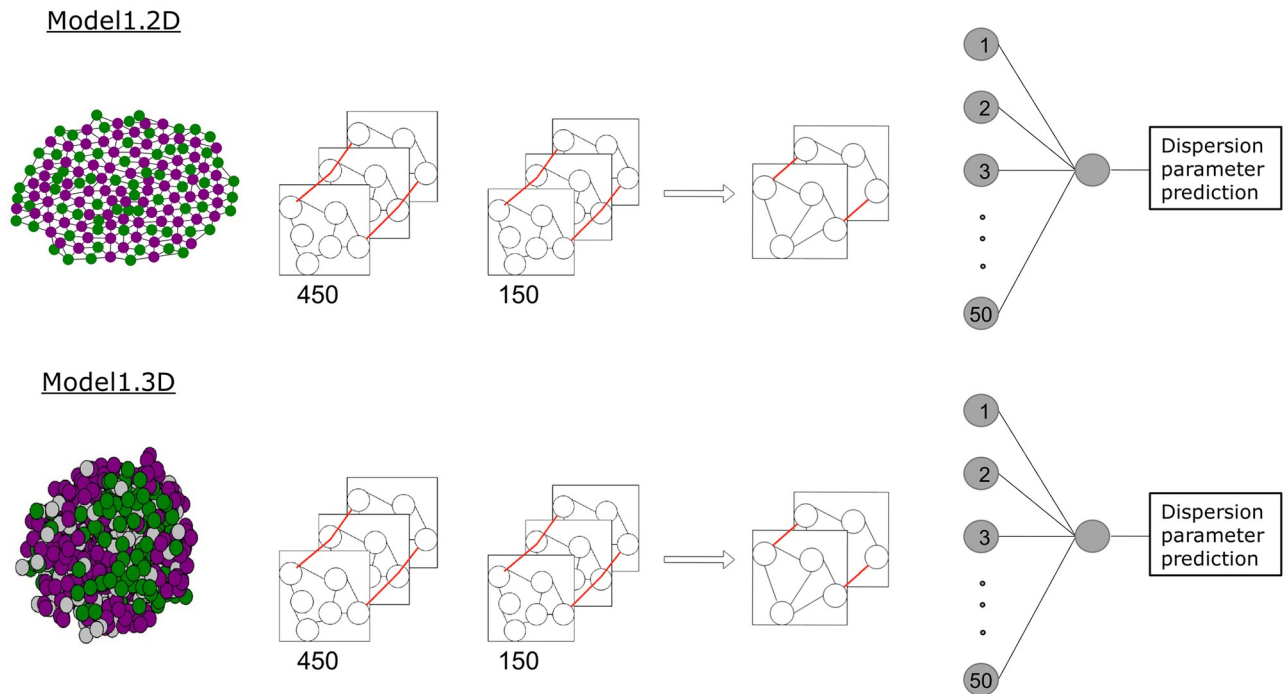 Model1.2D
450
150
1
2
3
50
Dispersion
parameter
prediction
Model1.3D
450
150
1
2
3
50
Dispersion
parameter
prediction